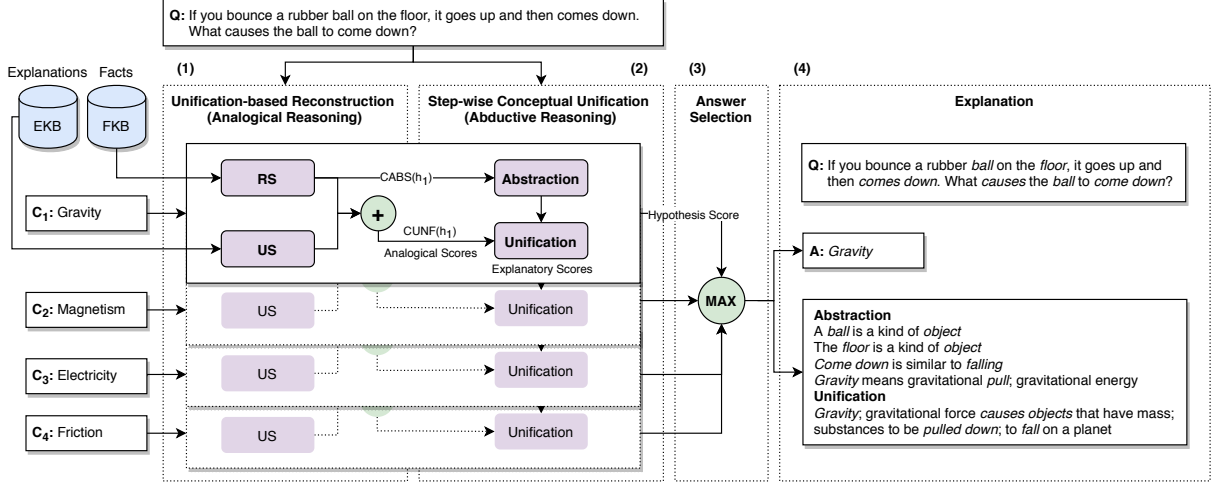 Q: If you bounce a rubber ball on the floor, it goes up and then comes down.
What causes the ball to come down?
Explanations
Facts
EKB
FKB
(1)
(2)
(3)
(4)
Unification-based Reconstruction
(Analogical Reasoning)
Step-wise Conceptual Unification
(Abductive Reasoning)
Answer
Selection
Explanation
C1: Gravity
RS
US
+
CABS(h1)
CUNF(h1)
Analogical Scores
Abstraction
Unification
Explanatory Scores
Hypothesis Score
C2: Magnetism
US
Unification
C3: Electricity
US
Unification
C4: Friction
US
Unification
MAX
Q: If you bounce a rubber ball on the floor, it goes up and
then comes down. What causes the ball to come down?
A: Gravity
Abstraction
A ball is a kind of object
The floor is a kind of object
Come down is similar to falling
Gravity means gravitational pull; gravitational energy
Unification
Gravity; gravitational force causes objects that have mass;
substances to be pulled down; to fall on a planet